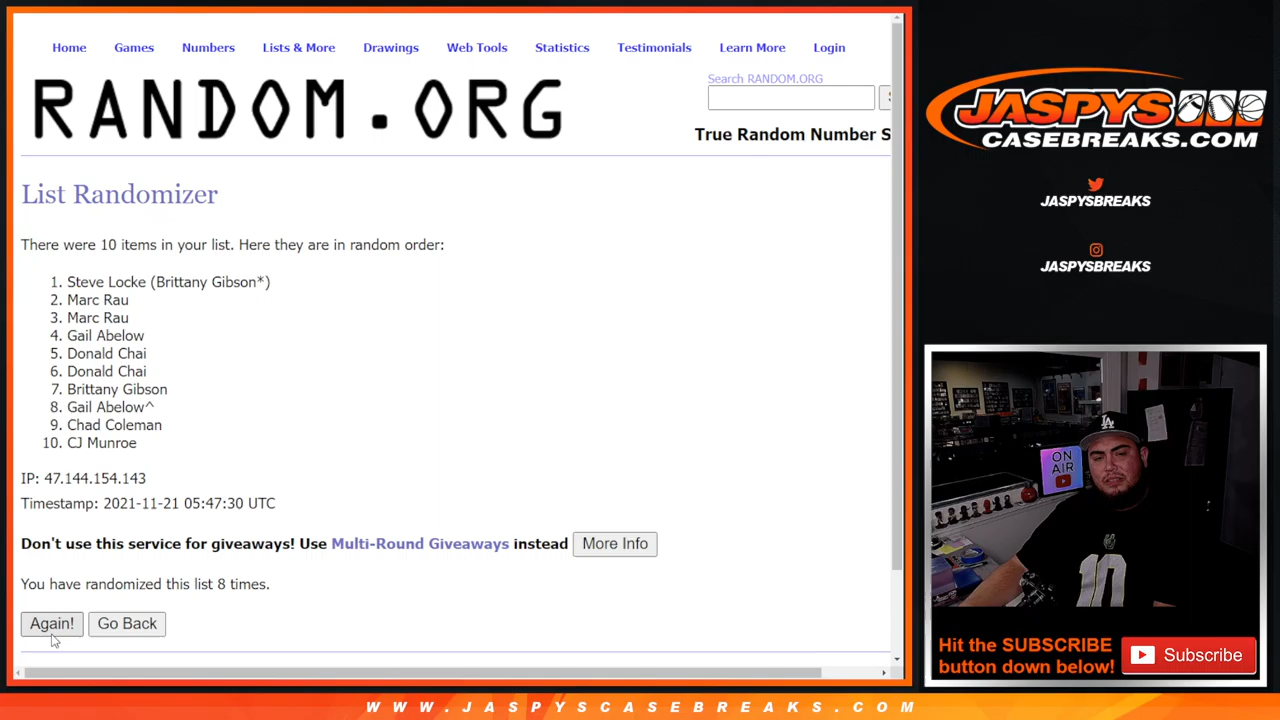 Home Games Numbers Lists & More Drawings Web Tools Statistics Testimonials Learn More Login
Search RANDOM.ORG
RANDOM.ORG
True Random Number S
List Randomizer
There were 10 items in your list. Here they are in random order:
1. Steve Locke (Brittany Gibson*)
2. Marc Rau
3. Marc Rau
4. Gail Abelow
5. Donald Chai
6. Donald Chai
7. Brittany Gibson
8. Gail Abelow^
9. Chad Coleman
10. CJ Munroe
IP: 47.144.154.143
Timestamp: 2021-11-21 05:47:30 UTC
Don't use this service for giveaways! Use Multi-Round Giveaways instead More Info
You have randomized this list 8 times.
Again! Go Back
JASPYS
CASEBREAKS.COM
JASPYSBREAKS
JASPYSBREAKS
LA
ON
AIR
10
Hit the SUBSCRIBE
button down below!
Subscribe
WWW.JASPYSCASEBREAKS.COM